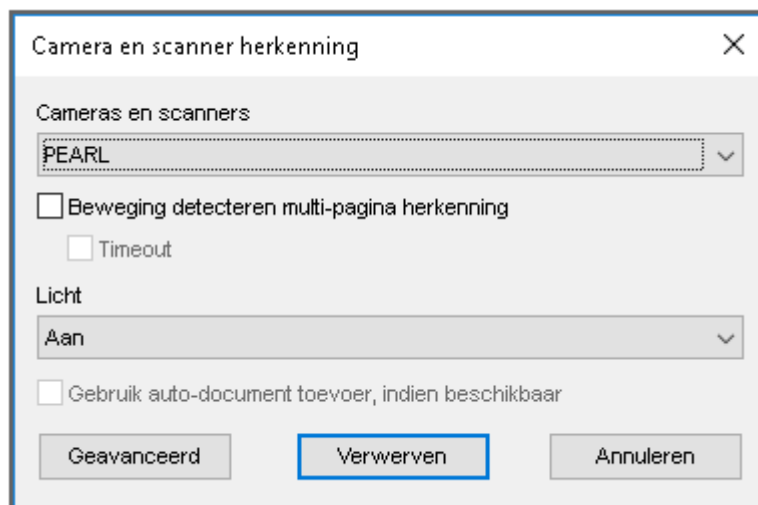 Camera en scanner herkenning
Cameras en scanners
PEARL
Beweging detecteren multi-pagina herkenning
Timeout
Licht
Aan
Gebruik auto-document toevoer, indien beschikbaar
Geavanceerd Verwerven Annuleren